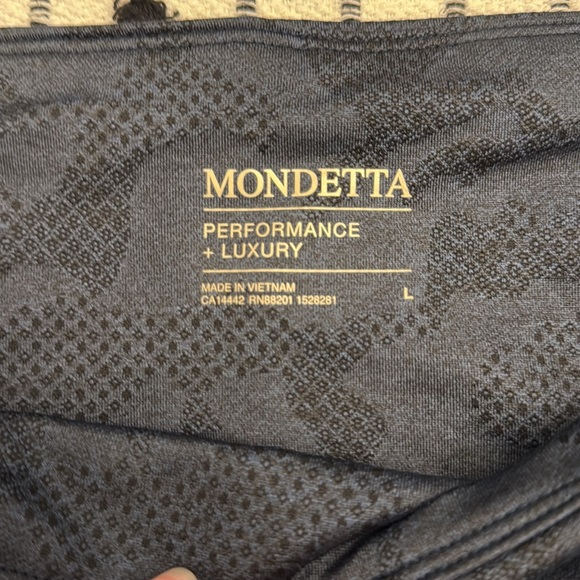 MONDETTA
PERFORMANCE
+ LUXURY
MADE IN VIETNAM
CA14442 RN88201 1528281 L